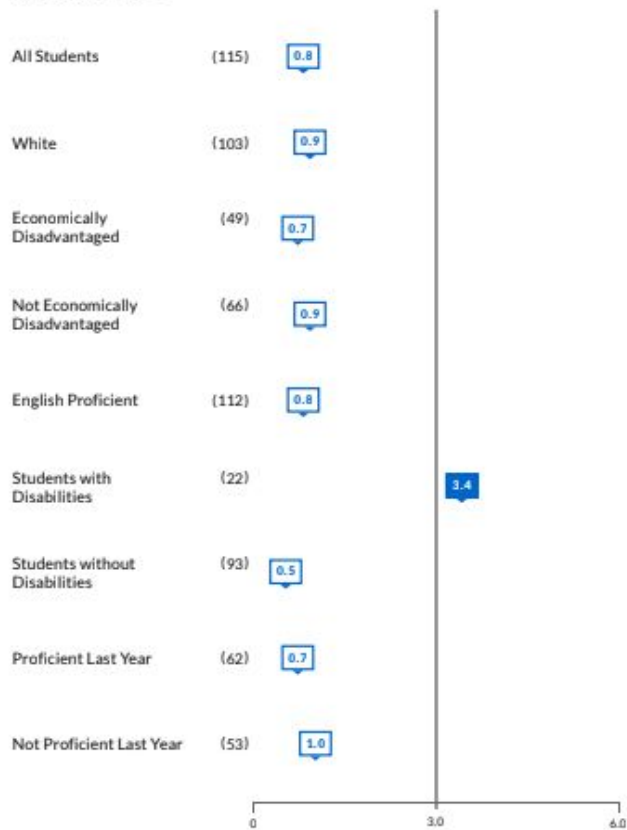 All Students (115) 0.8
White (103) 0.9
Economically (49)
Disadvantaged 0.7
Not Economically (66)
Disadvantaged 0.9
English Proficient (112) 0.8
Students with (22)
Disabilities 3.4
Students without (93)
Disabilities 0.5
Proficient Last Year (62) 0.7
Not Proficient Last Year (53) 1.0
0 3.0 6.0